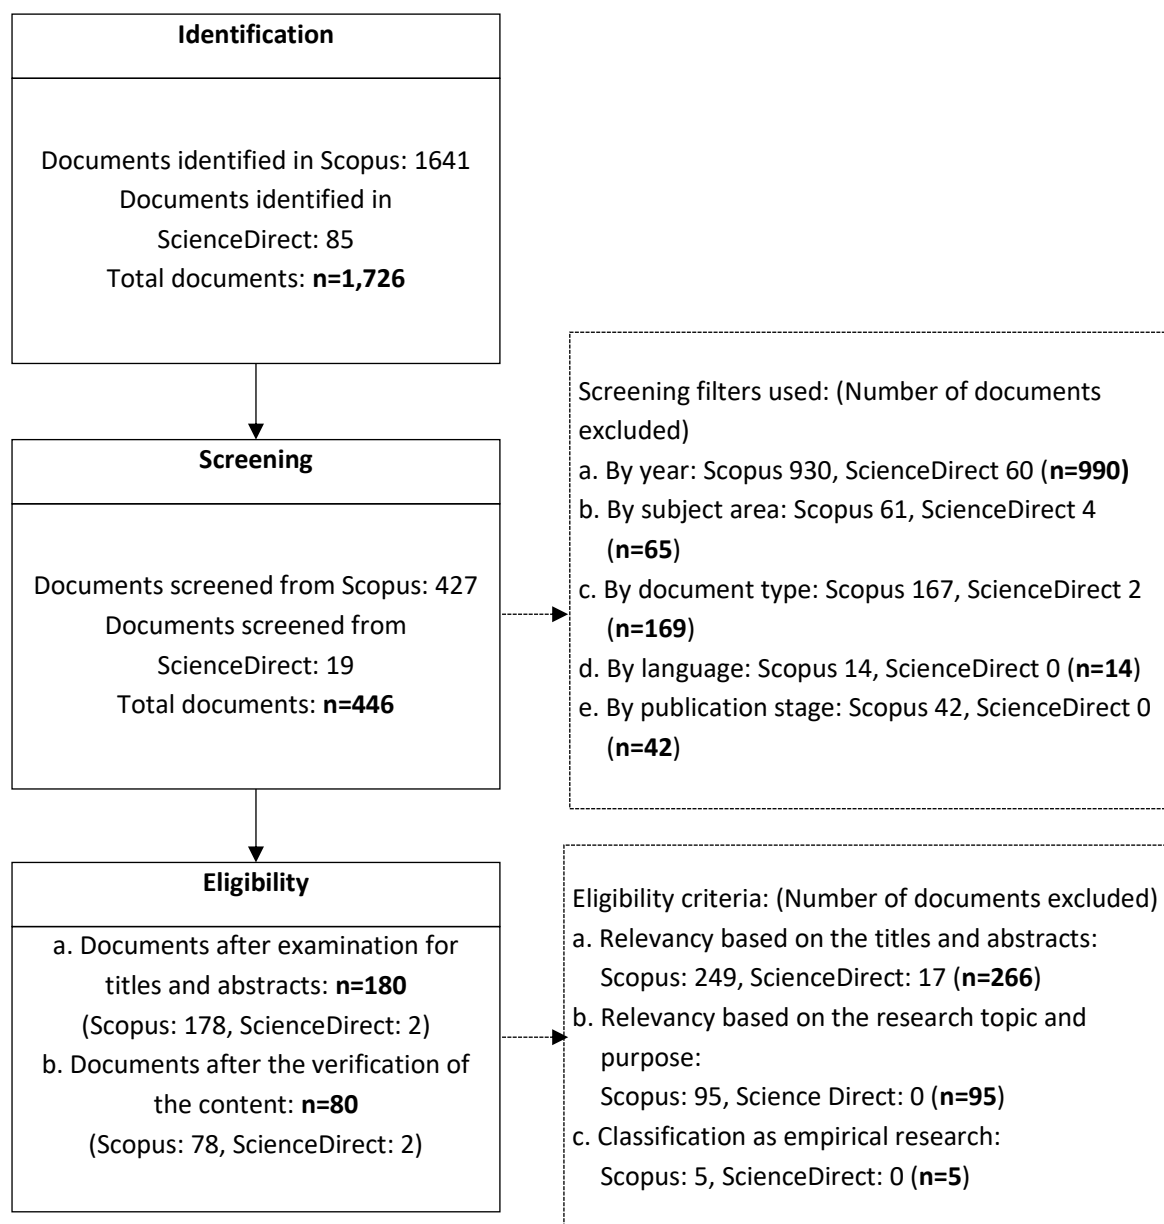 Identification
Documents identified in Scopus: 1641
Documents identified in
ScienceDirect: 85
Total documents: n=1,726
Screening
Documents screened from Scopus: 427
Documents screened from
ScienceDirect: 19
Total documents: n=446
Screening filters used: (Number of documents
excluded)
a. By year: Scopus 930, ScienceDirect 60 (n=990)
b. By subject area: Scopus 61, ScienceDirect 4
(n=65)
c. By document type: Scopus 167, ScienceDirect 2
(n=169)
d. By language: Scopus 14, ScienceDirect 0 (n=14)
e. By publication stage: Scopus 42, ScienceDirect 0
(n=42)
Eligibility
a. Documents after examination for
titles and abstracts: n=180
(Scopus: 178, ScienceDirect: 2)
b. Documents after the verification of
the content: n=80
(Scopus: 78, ScienceDirect: 2)
Eligibility criteria: (Number of documents excluded)
a. Relevancy based on the titles and abstracts:
Scopus: 249, ScienceDirect: 17 (n=266)
b. Relevancy based on the research topic and
purpose:
Scopus: 95, Science Direct: 0 (n=95)
c. Classification as empirical research:
Scopus: 5, ScienceDirect: 0 (n=5)